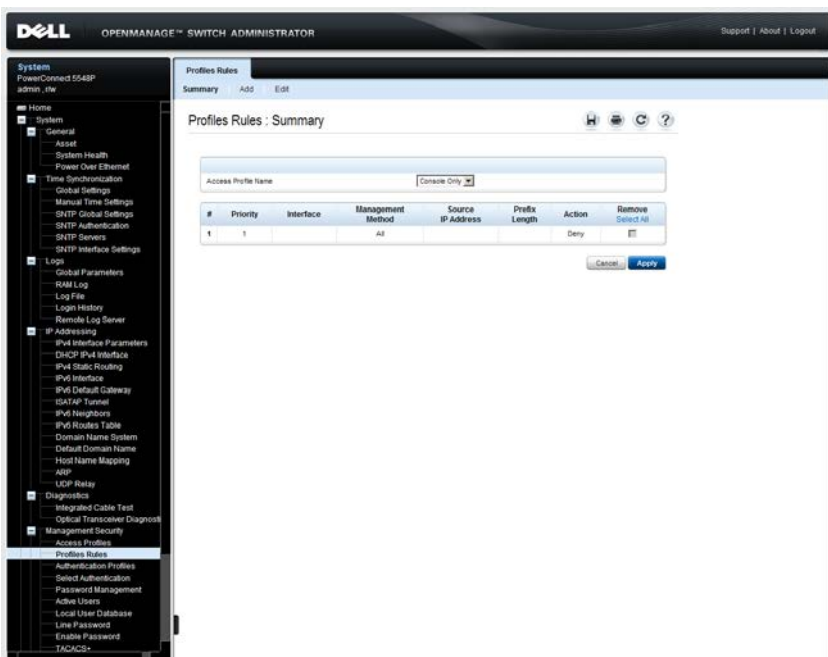 DELL
OPENMANAGE™ SWITCH ADMINISTRATOR
Support | About | Logout
System
PowerConnect 5548P
admin , r/w
Home
System
General
Asset
System Health
Power Over Ethernet
Time Synchronization
Global Settings
Manual Time Settings
SNTP Global Settings
SNTP Authentication
SNTP Servers
SNTP Interface Settings
Logs
Global Parameters
RAM Log
Log File
Login History
Remote Log Server
IP Addressing
IPv4 Interface Parameters
DHCP IPv4 Interface
IPv4 Static Routing
IPv6 Interface
IPv6 Default Gateway
ISATAP Tunnel
IPv6 Neighbors
IPv6 Routes Table
Domain Name System
Default Domain Name
Host Name Mapping
ARP
UDP Relay
Diagnostics
Integrated Cable Test
Optical Transceiver Diagnosti
Management Security
Access Profiles
Profiles Rules
Authentication Profiles
Select Authentication
Password Management
Active Users
Local User Database
Line Password
Enable Password
TACACS+
Profiles Rules
Summary Add Edit
Profiles Rules : Summary
?
Access Profile Name Console Only
# Priority Interface Management Method Source IP Address Prefix Length Action Remove Select All
1 1 All Deny
Cancel Apply